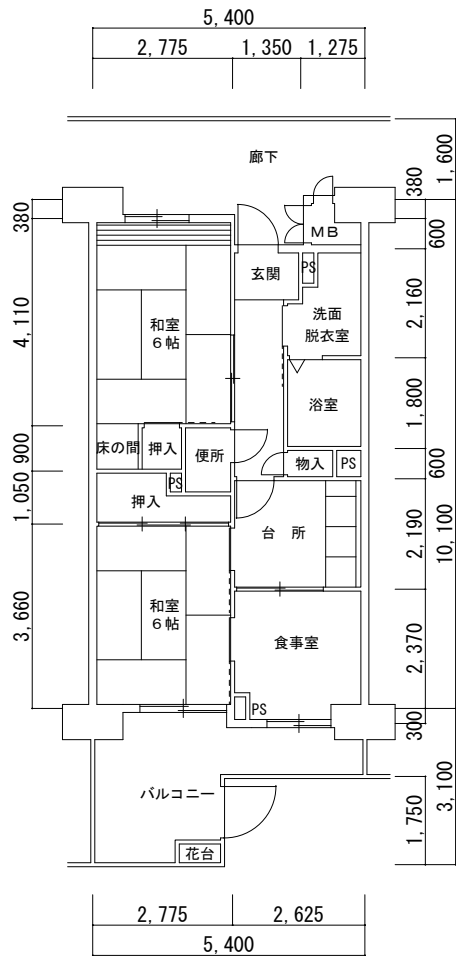 5,400
2,775
1,350
1,275
廊下
1,600
380
380
MB
600
玄関
PS
洗面
脱衣室
2,160
4,110
和室
6帖
浴室
1,800
床の間
押入
便所
物入
PS
900
600
PS
押入
1,050
台 所
2,190
10,100
和室
6帖
食事室
3,660
2,370
PS
300
バルコニー
3,100
1,750
花台
2,775
2,625
5,400